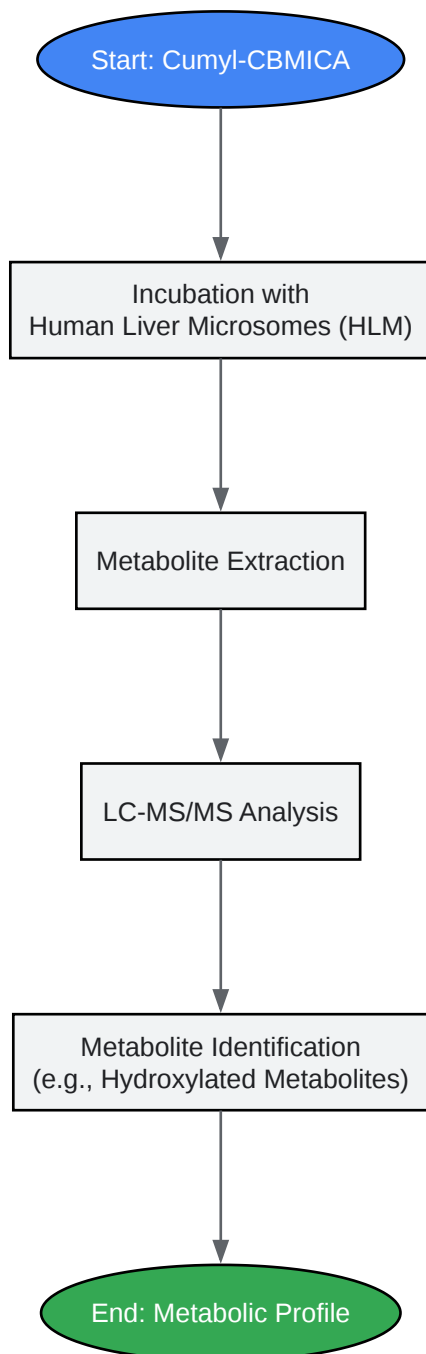 Start: Cumyl-CBMICA
Incubation with
Human Liver Microsomes (HLM)
Metabolite Extraction
LC-MS/MS Analysis
Metabolite Identification
(e.g., Hydroxylated Metabolites)
End: Metabolic Profile